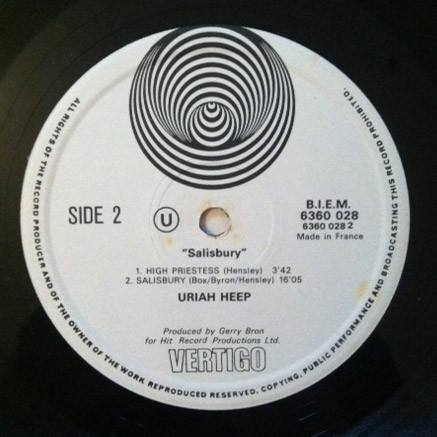 ALL RIGHTS OF THE RECORD PRODUCER AND OF THE OWNER OF THE WORK REPRODUCED RESERVED. COPYING, PUBLIC PERFORMANCE AND BROADCASTING THIS RECORD PROHIBITED.
SIDE 2
U
B.I.E.M.
6360 028
6360 028 2
Made in France
"Salisbury"
1. HIGH PRIESTESS (Hensley) 3'42
2. SALISBURY (Box/Byron/Hensley) 16'05
URIAH HEEP
Produced by Gerry Bron
for Hit Record Productions Ltd.
VERTIGO